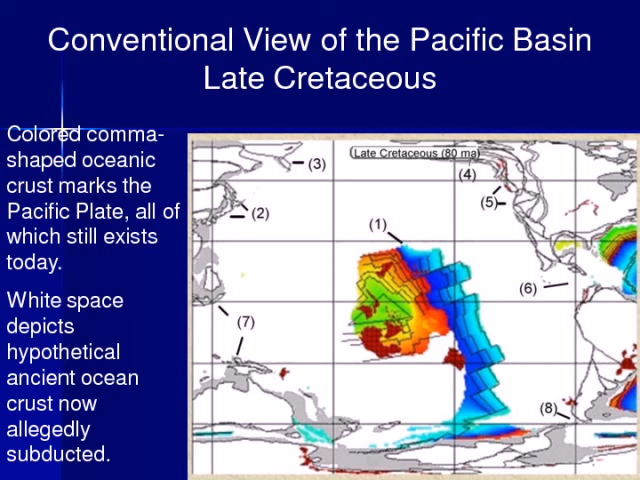 Conventional View of the Pacific Basin
Late Cretaceous
Colored comma-
shaped oceanic
crust marks the
Pacific Plate, all of
which still exists
today.
White space
depicts
hypothetical
ancient ocean
crust now
allegedly
subducted.
Late Cretaceous (80 ma)
(3)
(4)
(5)
(2)
(1)
(6)
(7)
(8)